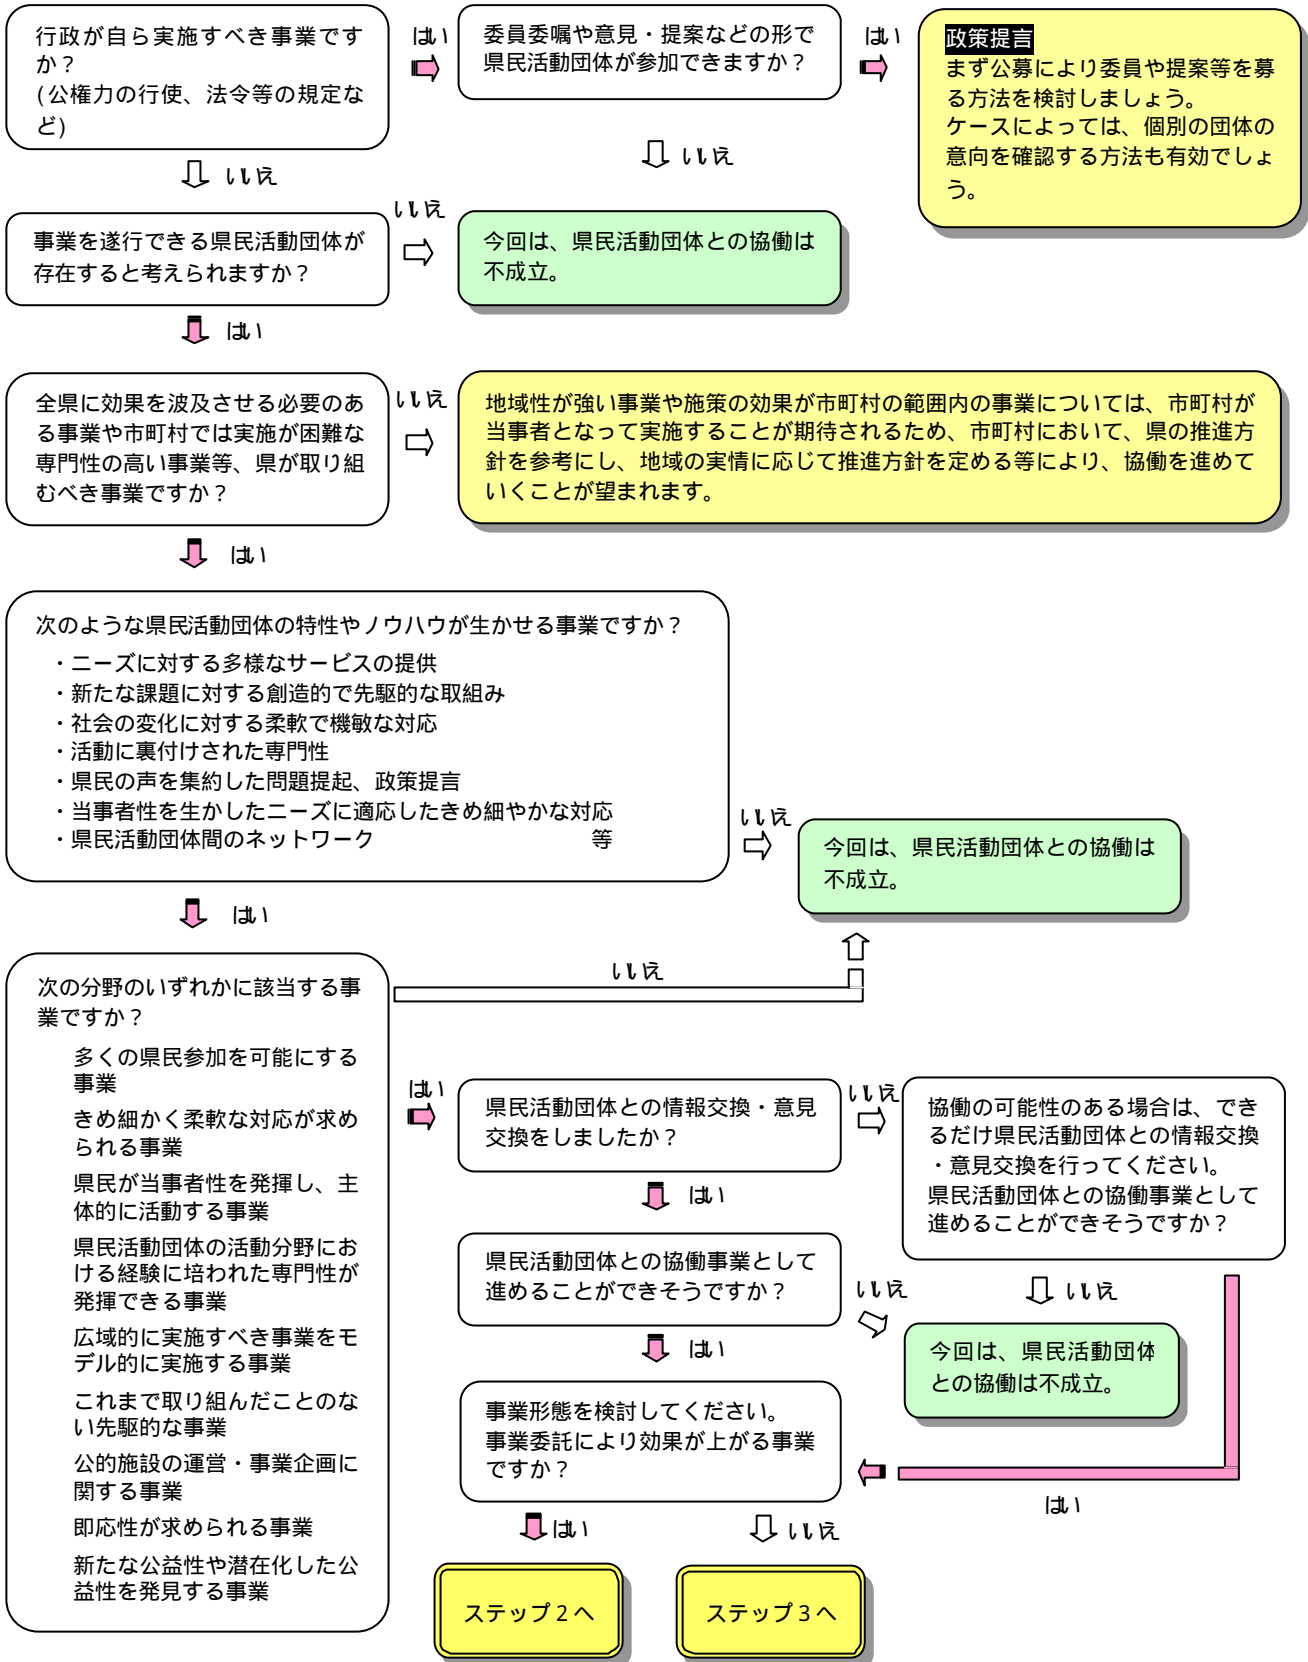 行政が自ら実施すべき事業です
か？
(公権力の行使、法令等の規定な
ど)
はい
委員委嘱や意見・提案などの形で
県民活動団体が参加できますか？
はい
政策提言
まず公募により委員や提案等を募
る方法を検討しましょう。
ケースによっては、個別の団体の
意向を確認する方法も有効でしょ
う。
いいえ
いいえ
事業を遂行できる県民活動団体が
存在すると考えられますか？
いいえ
今回は、県民活動団体との協働は
不成立。
はい
全県に効果を波及させる必要のあ
る事業や市町村では実施が困難な
専門性の高い事業等、県が取り組
むべき事業ですか？
いいえ
地域性が強い事業や施策の効果が市町村の範囲内の事業については、市町村が
当事者となって実施することが期待されるため、市町村において、県の推進方
針を参考にし、地域の実情に応じて推進方針を定める等により、協働を進めて
いくことが望まれます。
はい
次のような県民活動団体の特性やノウハウが生かせる事業ですか？
・ニーズに対する多様なサービスの提供
・新たな課題に対する創造的で先駆的な取組み
・社会の変化に対する柔軟で機敏な対応
・活動に裏付けされた専門性
・県民の声を集約した問題提起、政策提言
・当事者性を生かしたニーズに適応したきめ細やかな対応
・県民活動団体間のネットワーク 等
いいえ
今回は、県民活動団体との協働は
不成立。
はい
次の分野のいずれかに該当する事
業ですか？
多くの県民参加を可能にする
事業
きめ細かく柔軟な対応が求め
られる事業
県民が当事者性を発揮し、主
体的に活動する事業
県民活動団体の活動分野にお
ける経験に培われた専門性が
発揮できる事業
広域的に実施すべき事業をモ
デル的に実施する事業
これまで取り組んだことのな
い先駆的な事業
公的施設の運営・事業企画に
関する事業
即応性が求められる事業
新たな公益性や潜在化した公
益性を発見する事業
いいえ
はい
県民活動団体との情報交換・意見
交換をしましたか？
いいえ
協働の可能性のある場合は、でき
るだけ県民活動団体との情報交換
・意見交換を行ってください。
県民活動団体との協働事業として
進めることができそうですか？
はい
県民活動団体との協働事業として
進めることができそうですか？
いいえ
いいえ
今回は、県民活動団体
との協働は不成立。
はい
事業形態を検討してください。
事業委託により効果が上がる事業
ですか？
はい
はい
いいえ
ステップ２へ
ステップ３へ